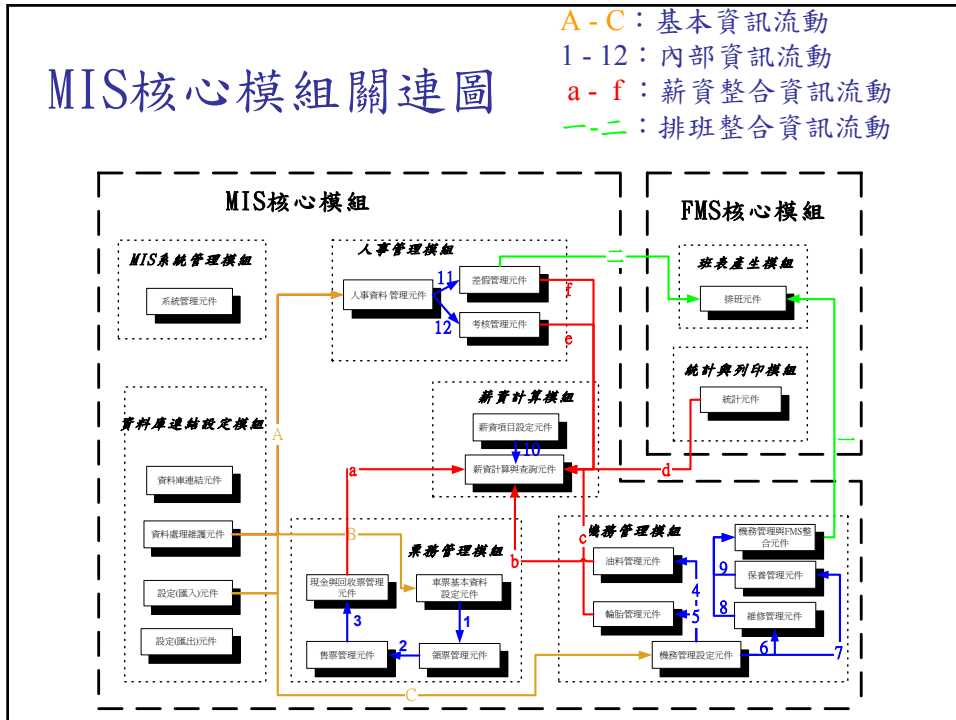 MIS核心模組關連圖
A - C：基本資訊流動
1 - 12：內部資訊流動
a - f：薪資整合資訊流動
一-二：排班整合資訊流動
MIS核心模組
FMS核心模組
MIS系統管理模組
系統管理元件
人事管理模組
人事資料 管理元件
11
差假管理元件
12
考核管理元件
f
e
二
班表產生模組
排班元件
統計與列印模組
統計元件
一
d
薪資計算模組
薪資項目設定元件
10
薪資計算與查詢元件
a
b
c
資料庫連結設定模組
資料庫連結元件
資料處理維護元件
設定(匯入)元件
設定(匯出)元件
A
B
C
票務管理模組
現金與回收票管理
元件
車票基本資料
設定元件
3
1
售票管理元件
2
領票管理元件
機務管理模組
油料管理元件
輪胎管理元件
4
-
5
機務管理與FMS整
合元件
9
保養管理元件
8
維修管理元件
6
7
機務管理設定元件